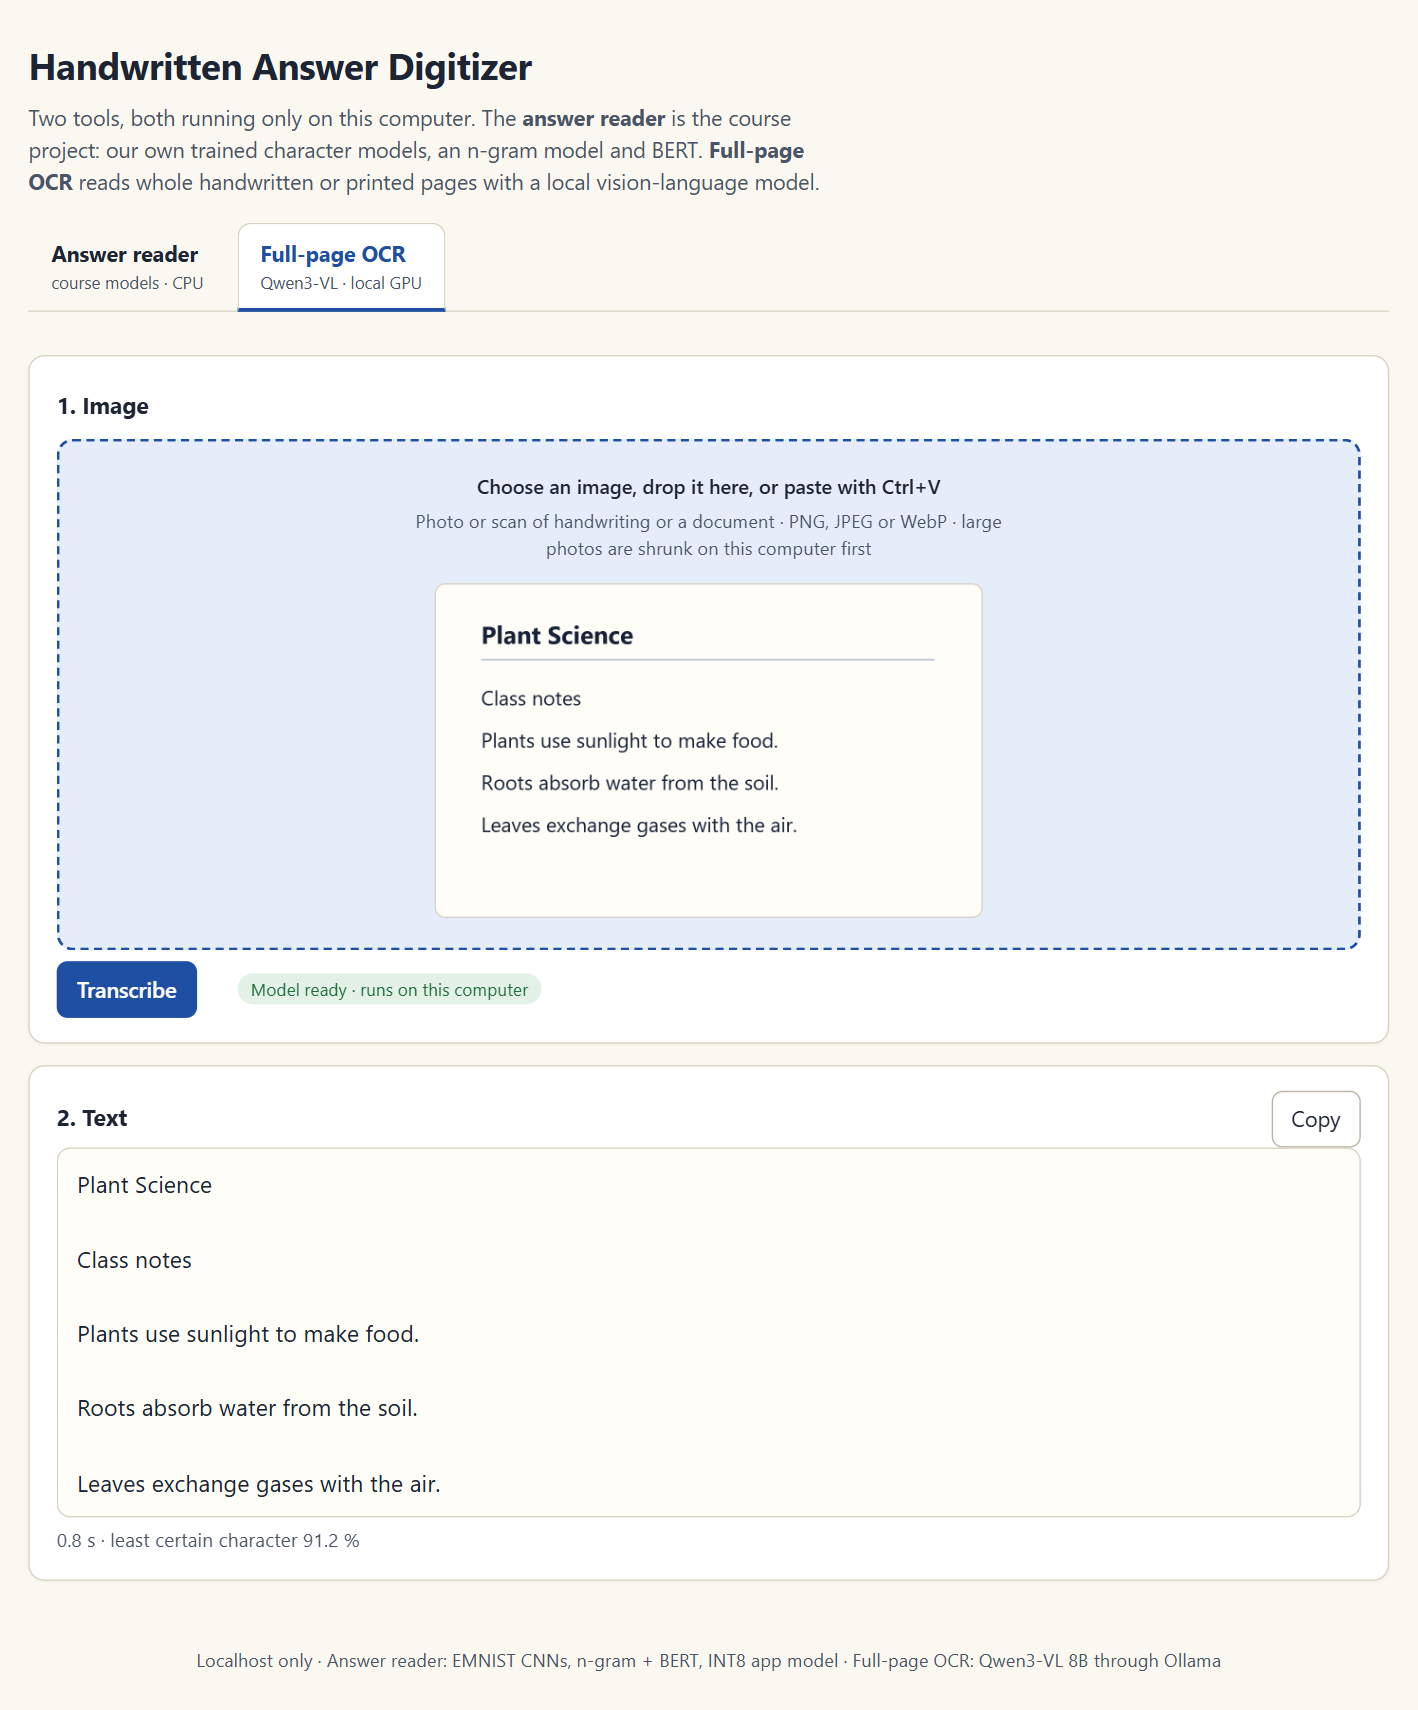 Handwritten Answer Digitizer
Two tools, both running only on this computer. The answer reader is the course
project: our own trained character models, an n-gram model and BERT. Full-page
OCR reads whole handwritten or printed pages with a local vision-language model.
Answer reader
course models · CPU
Full-page OCR
Qwen3-VL · local GPU
1. Image
Choose an image, drop it here, or paste with Ctrl+V
Photo or scan of handwriting or a document · PNG, JPEG or WebP · large
photos are shrunk on this computer first
Plant Science
Class notes
Plants use sunlight to make food.
Roots absorb water from the soil.
Leaves exchange gases with the air.
Transcribe
Model ready · runs on this computer
2. Text
Copy
Plant Science
Class notes
Plants use sunlight to make food.
Roots absorb water from the soil.
Leaves exchange gases with the air.
0.8 s · least certain character 91.2 %
Localhost only · Answer reader: EMNIST CNNs, n-gram + BERT, INT8 app model · Full-page OCR: Qwen3-VL 8B through Ollama